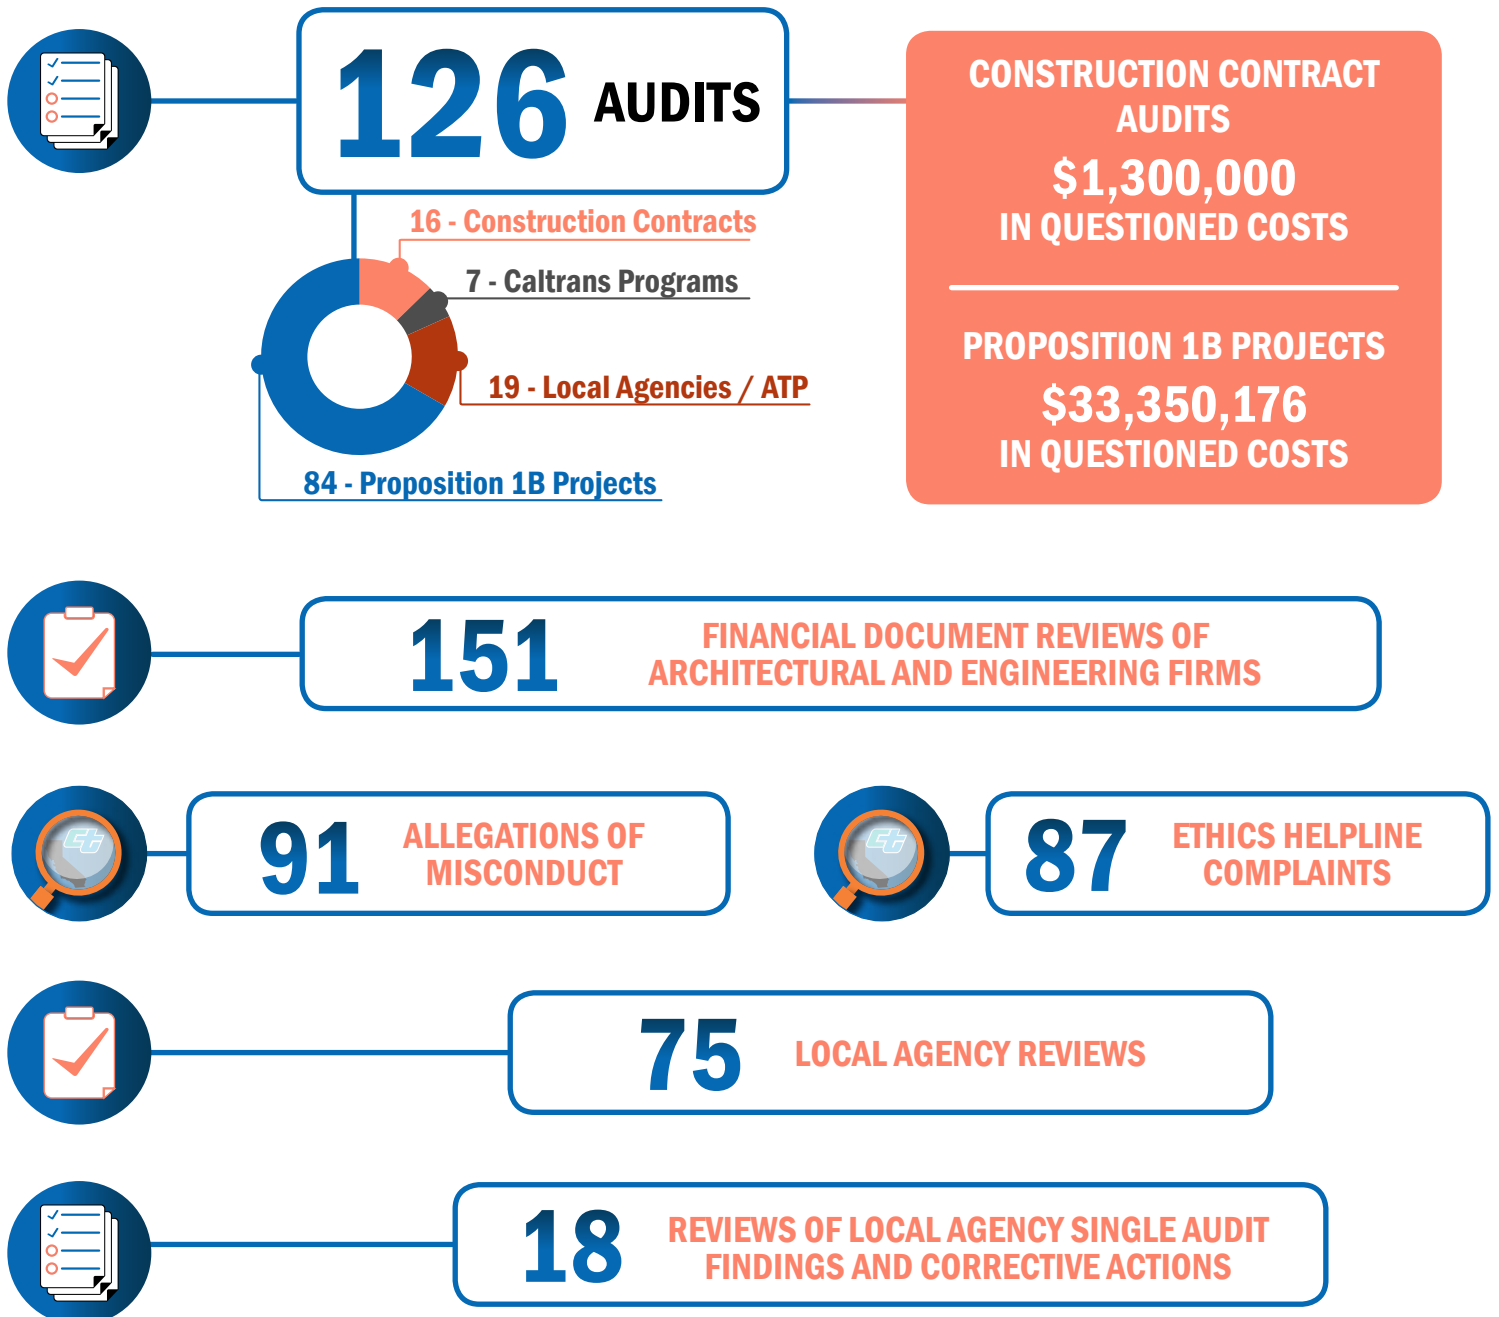 126 AUDITS
CONSTRUCTION CONTRACT
AUDITS
$1,300,000
IN QUESTIONED COSTS
PROPOSITION 1B PROJECTS
$33,350,176
IN QUESTIONED COSTS
16 - Construction Contracts
7 - Caltrans Programs
19 - Local Agencies / ATP
84 - Proposition 1B Projects
151
FINANCIAL DOCUMENT REVIEWS OF
ARCHITECTURAL AND ENGINEERING FIRMS
91
ALLEGATIONS OF
MISCONDUCT
87
ETHICS HELPLINE
COMPLAINTS
75 LOCAL AGENCY REVIEWS
18
REVIEWS OF LOCAL AGENCY SINGLE AUDIT
FINDINGS AND CORRECTIVE ACTIONS
ct
ct